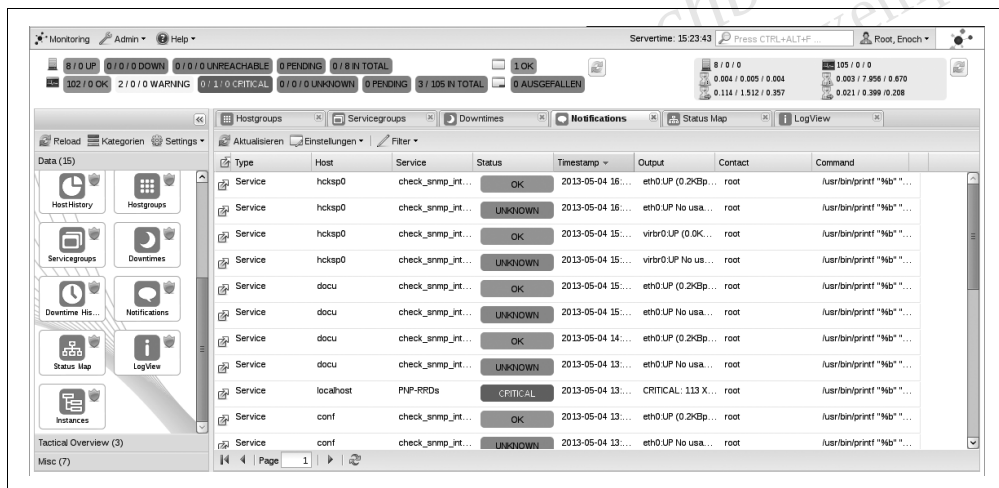 Monitoring Admin Help Servertime: 15:23:43 Press CTRL+ALT+F ... Root, Enoch
8 / 0 UP 0 / 0 / 0 DOWN 0 / 0 / 0 UNREACHABLE 0 PENDING 0 / 8 IN TOTAL 1 OK 8 / 0 / 0 105 / 0 / 0
102 / 0 OK 2 / 0 / 0 WARNING 0 / 1 / 0 CRITICAL 0 / 0 / 0 UNKNOWN 0 PENDING 3 / 105 IN TOTAL 0 AUSGEFALLEN 0.004 / 0.005 / 0.004 0.003 / 7.956 / 0.670
0.114 / 1.512 / 0.357 0.021 / 0.399 /0.208
Hostgroups Servicegroups Downtimes Notifications Status Map LogView
Reload Kategorien Settings Aktualisieren Einstellungen Filter
Data (15)
Host History Hostgroups
Servicegroups Downtimes
Downtime His... Notifications
Status Map LogView
Instances
Tactical Overview (3)
Misc (7)
Type Host Service Status Timestamp Output Contact Command
Service hcksp0 check_snmp_int... OK 2013-05-04 16:... eth0:UP (0.2KBp... root /usr/bin/printf "%b" "...
Service hcksp0 check_snmp_int... UNKNOWN 2013-05-04 16:... eth0:UP No usa... root /usr/bin/printf "%b" "...
Service hcksp0 check_snmp_int... OK 2013-05-04 15:... virbr0:UP (0.0K... root /usr/bin/printf "%b" "...
Service hcksp0 check_snmp_int... UNKNOWN 2013-05-04 15:... virbr0:UP No us... root /usr/bin/printf "%b" "...
Service docu check_snmp_int... OK 2013-05-04 15:... eth0:UP (0.2KBp... root /usr/bin/printf "%b" "...
Service docu check_snmp_int... UNKNOWN 2013-05-04 15:... eth0:UP No usa... root /usr/bin/printf "%b" "...
Service docu check_snmp_int... OK 2013-05-04 14:... eth0:UP (0.2KBp... root /usr/bin/printf "%b" "...
Service docu check_snmp_int... UNKNOWN 2013-05-04 13:... eth0:UP No usa... root /usr/bin/printf "%b" "...
Service localhost PNP-RRDs CRITICAL 2013-05-04 13:... CRITICAL: 113 X... root /usr/bin/printf "%b" "...
Service conf check_snmp_int... OK 2013-05-04 13:... eth0:UP (0.2KBp... root /usr/bin/printf "%b" "...
Service conf check_snmp_int... UNKNOWN 2013-05-04 13:... eth0:UP No usa... root /usr/bin/printf "%b" "...
Page 1